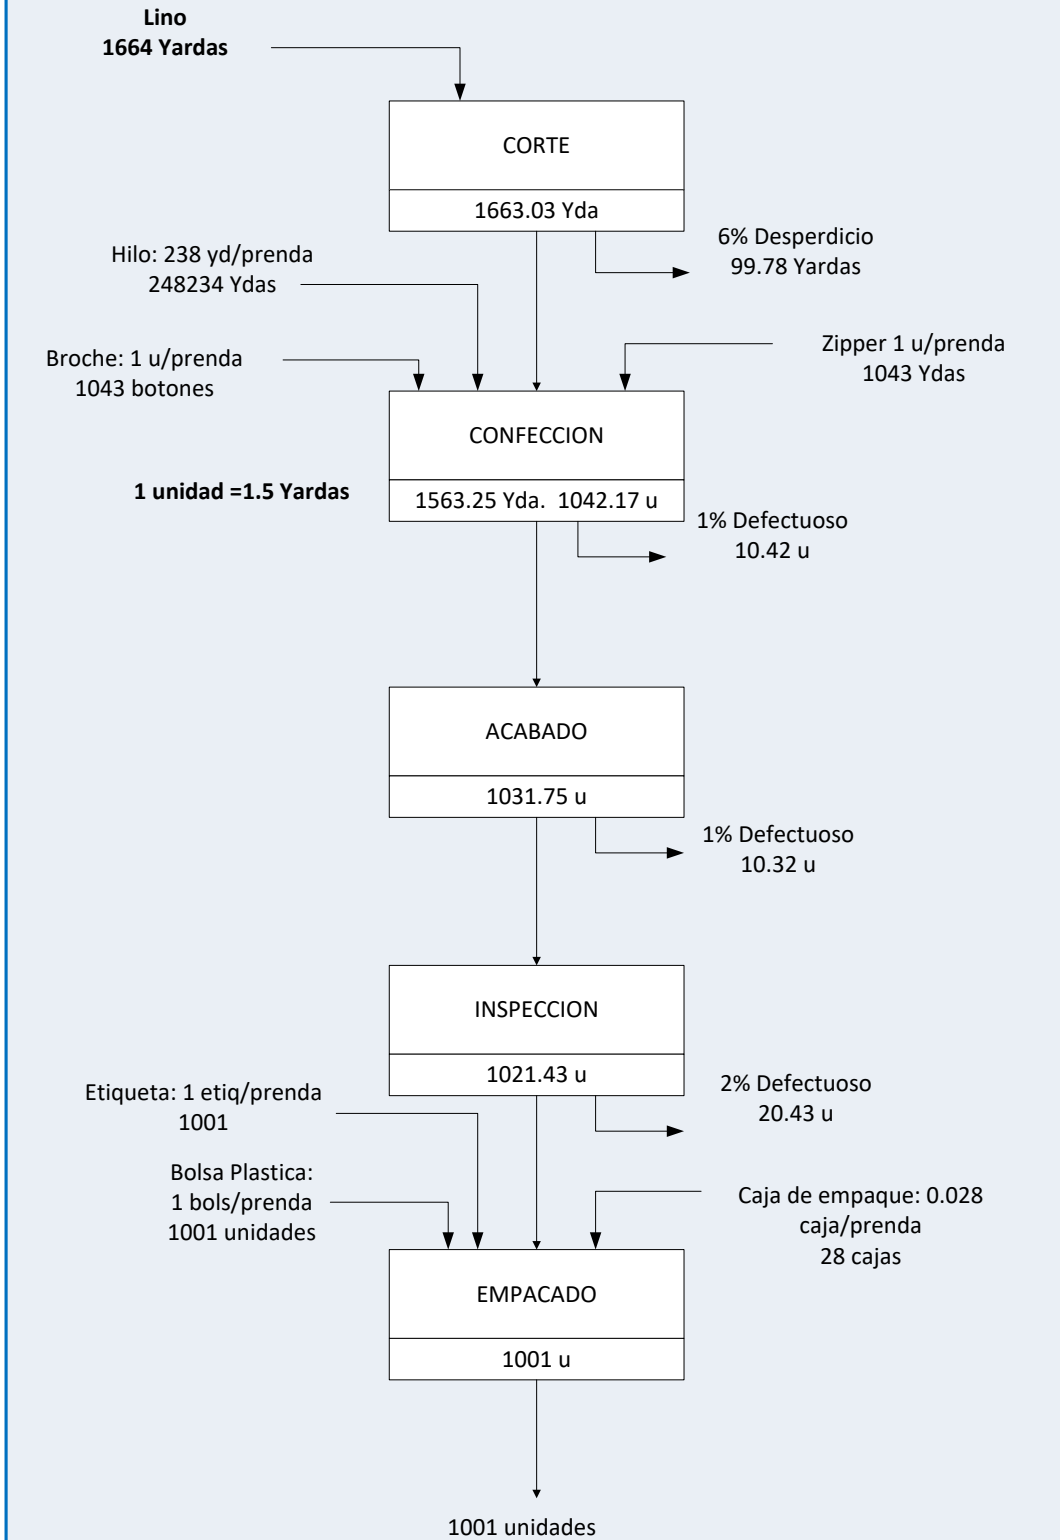 Lino
1664 Yardas
CORTE
1663.03 Yda
6% Desperdicio
99.78 Yardas
Hilo: 238 yd/prenda
248234 Ydas
Broche: 1 u/prenda
1043 botones
Zipper 1 u/prenda
1043 Ydas
CONFECCION
1 unidad =1.5 Yardas
1563.25 Yda.  1042.17 u
1% Defectuoso
10.42 u
ACABADO
1031.75 u
1% Defectuoso
10.32 u
INSPECCION
1021.43 u
2% Defectuoso
20.43 u
Etiqueta: 1 etiq/prenda
1001
Bolsa Plastica:
1 bols/prenda
1001 unidades
Caja de empaque: 0.028
caja/prenda
28 cajas
EMPACADO
1001 u
1001 unidades